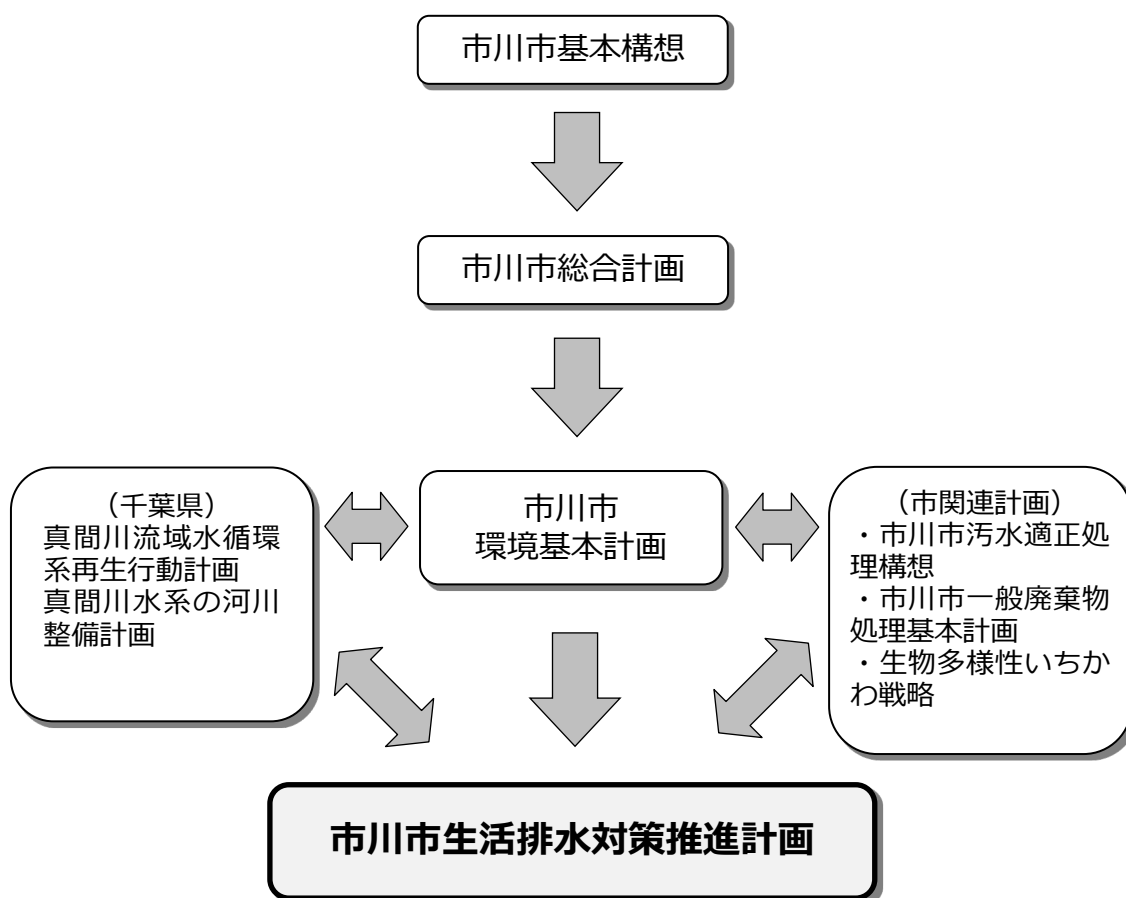 市川市基本構想
市川市総合計画
（千葉県）
真間川流域水循環
系再生行動計画
真間川水系の河川
整備計画
市川市
環境基本計画
（市関連計画）
・市川市汚水適正処
理構想
・市川市一般廃棄物
処理基本計画
・生物多様性いちか
わ戦略
市川市生活排水対策推進計画